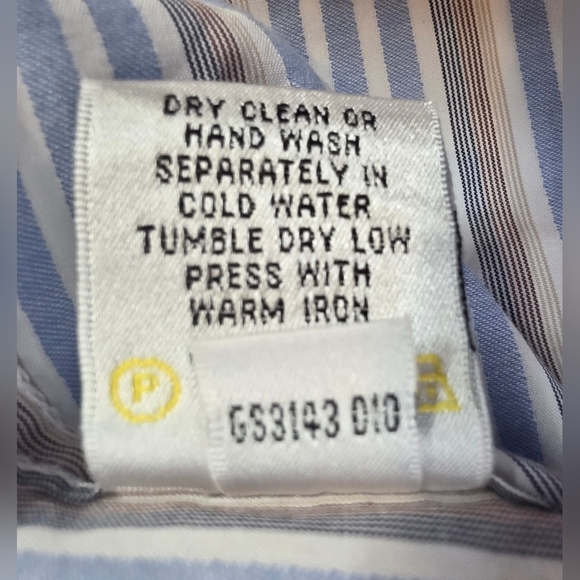 DRY CLEAN OR
HAND WASH
SEPARATELY IN
COLD WATER
TUMBLE DRY LOW
PRESS WITH
WARM IRON
P
GS3143 010